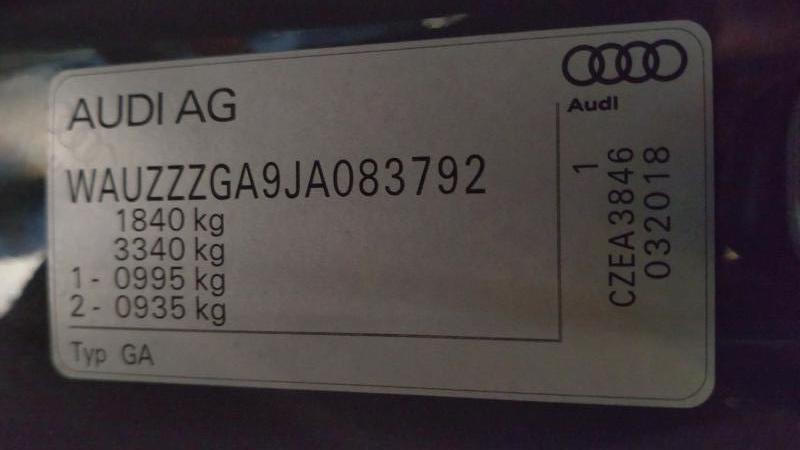 AUDI AG
Audi
WAUZZZGA9JA083792
1840 kg
3340 kg
1 - 0995 kg
2 - 0935 kg
Typ GA
1
CZEA3846
032018